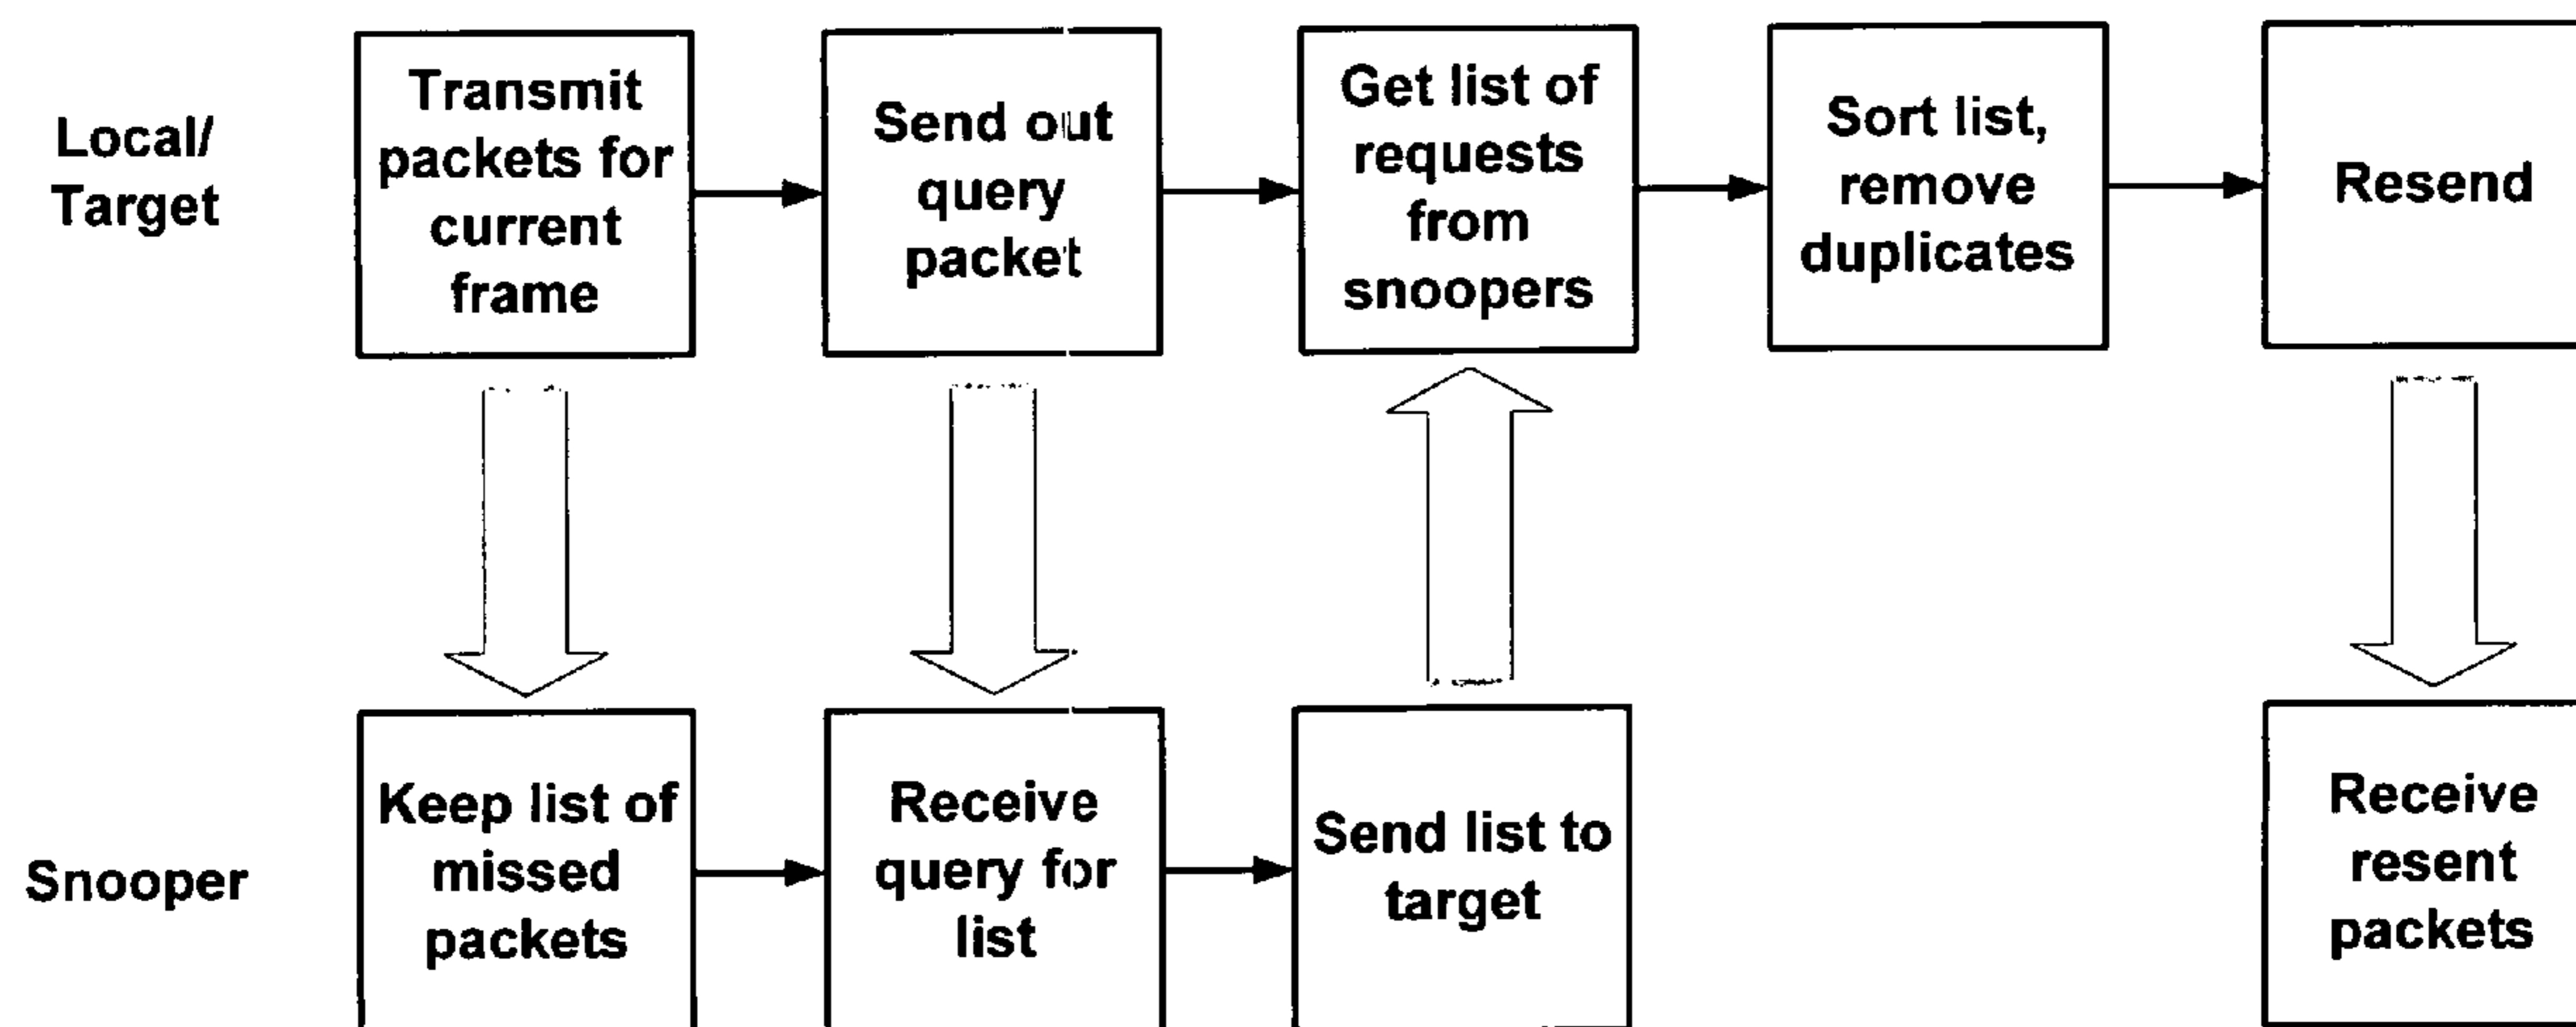 Local/
Target
Transmit
packets for
current
frame
Send out
query
packet
Get list of
requests
from
snoopers
Sort list,
remove
duplicates
Resend
Snooper
Keep list of
missed
packets
Receive
query for
list
Send list to
target
Receive
resent
packets